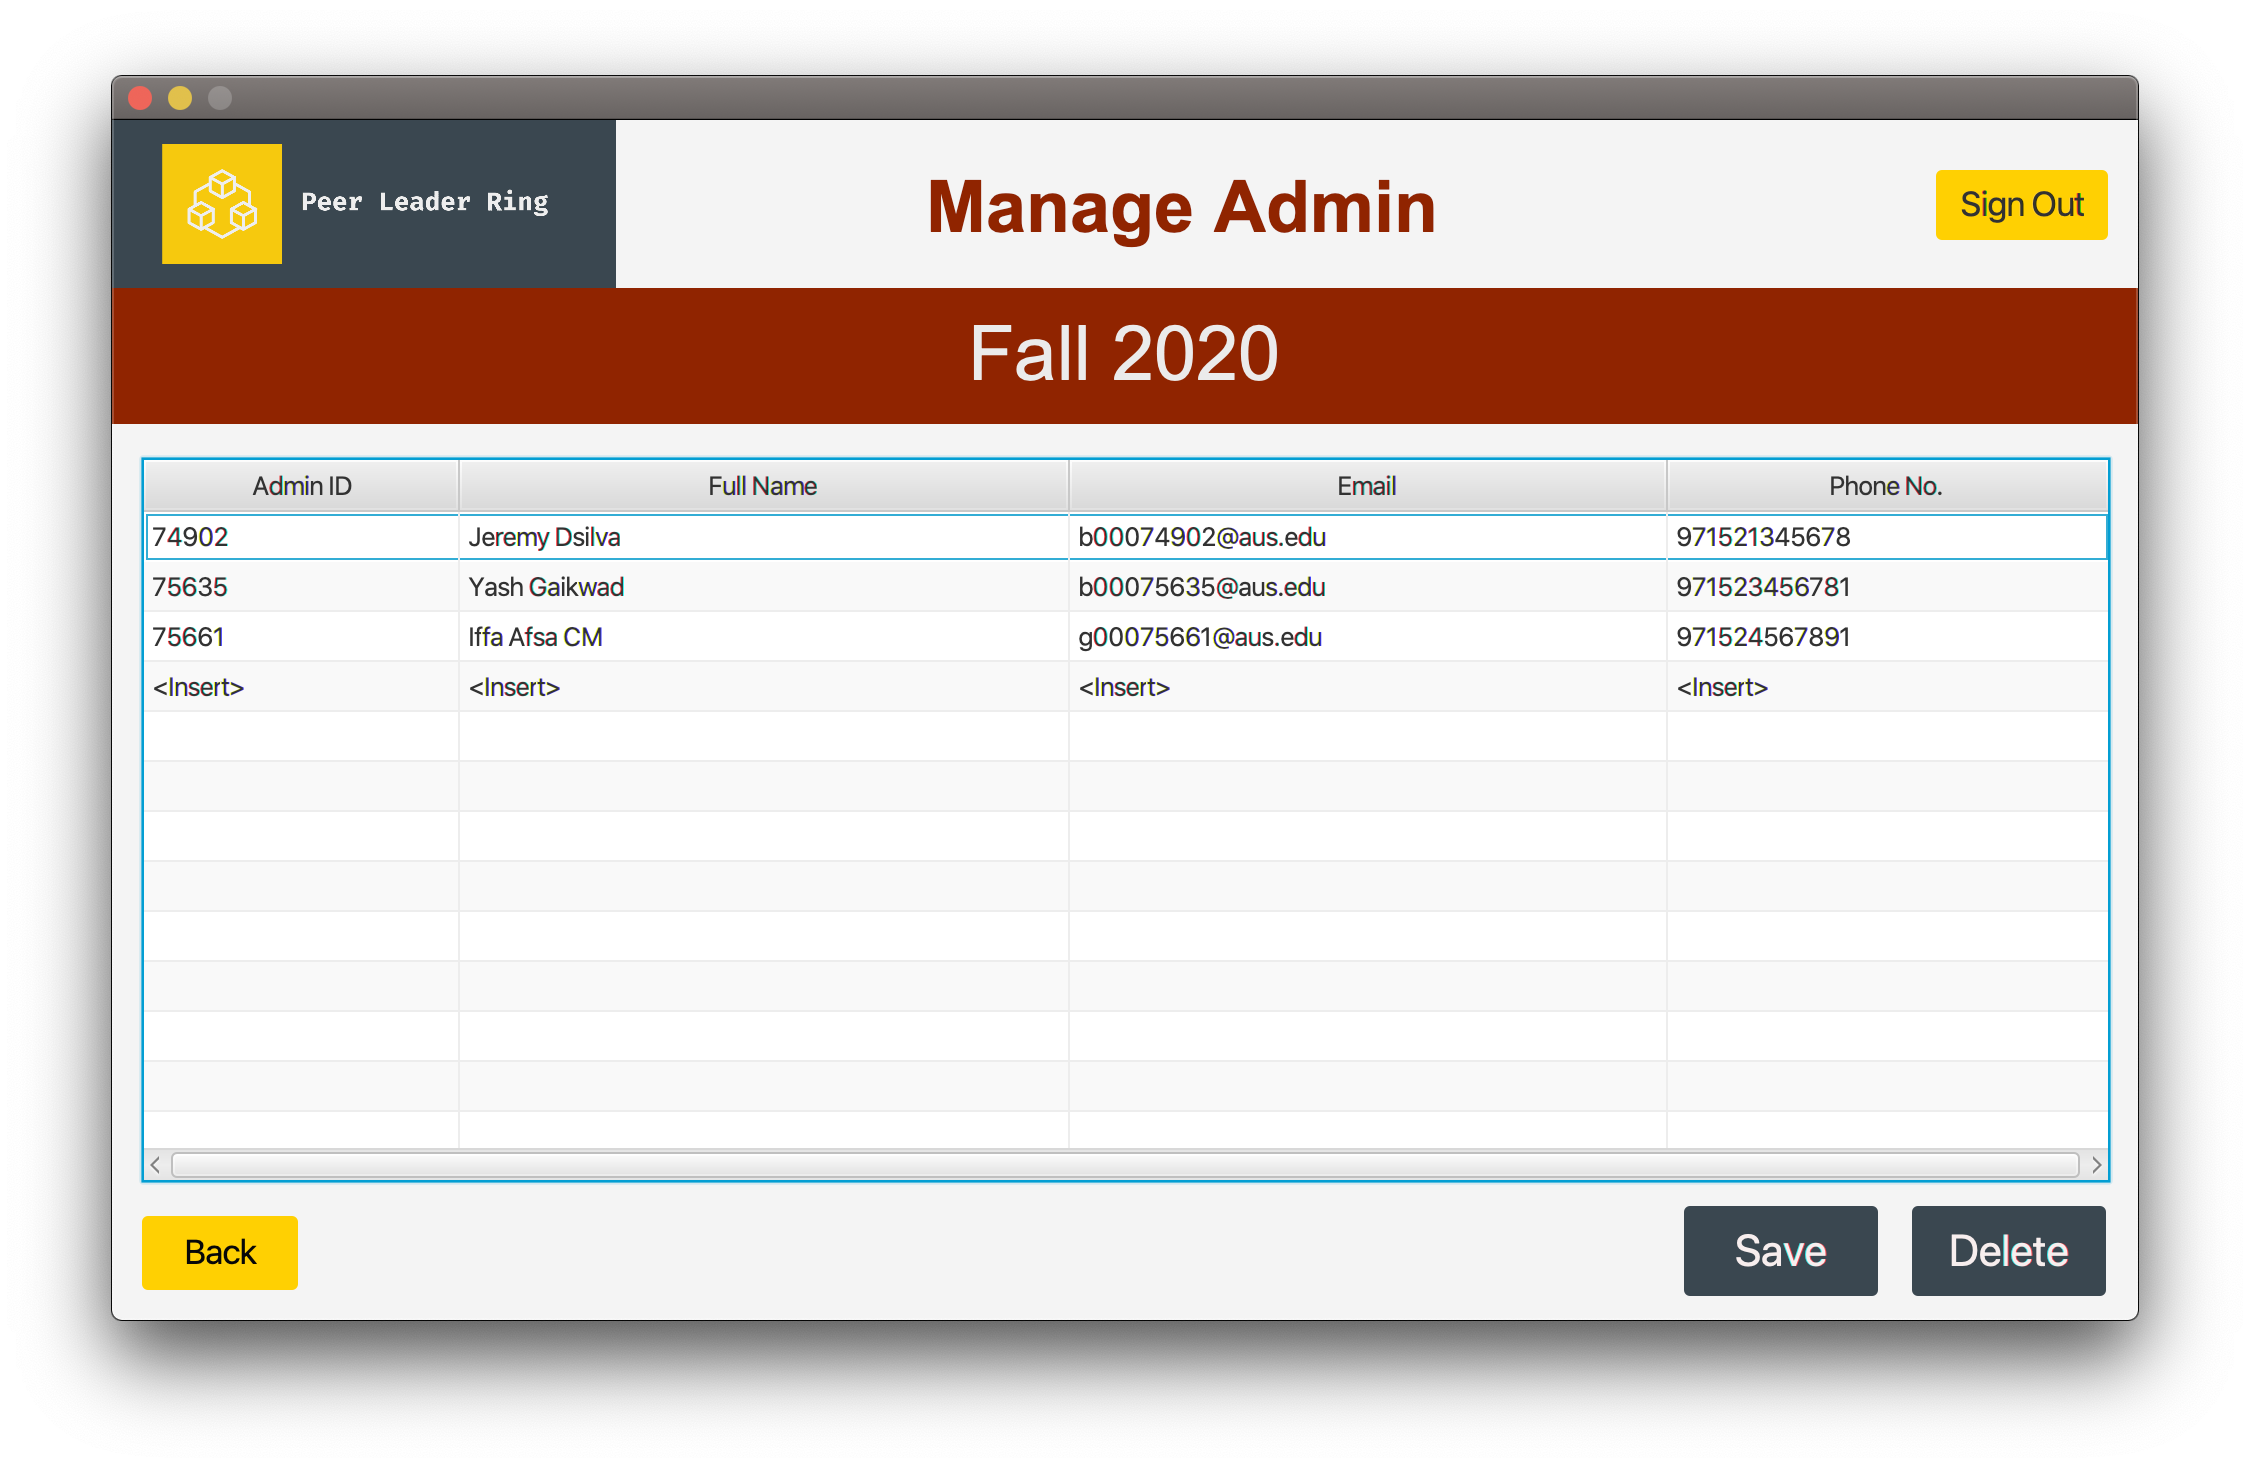 Peer Leader Ring
Manage Admin
Sign Out
Fall 2020
Admin ID Full Name Email Phone No.
74902 Jeremy Dsilva b00074902@aus.edu 971521345678
75635 Yash Gaikwad b00075635@aus.edu 971523456781
75661 Iffa Afsa CM g00075661@aus.edu 971524567891
<Insert> <Insert> <Insert> <Insert>
Back Save Delete